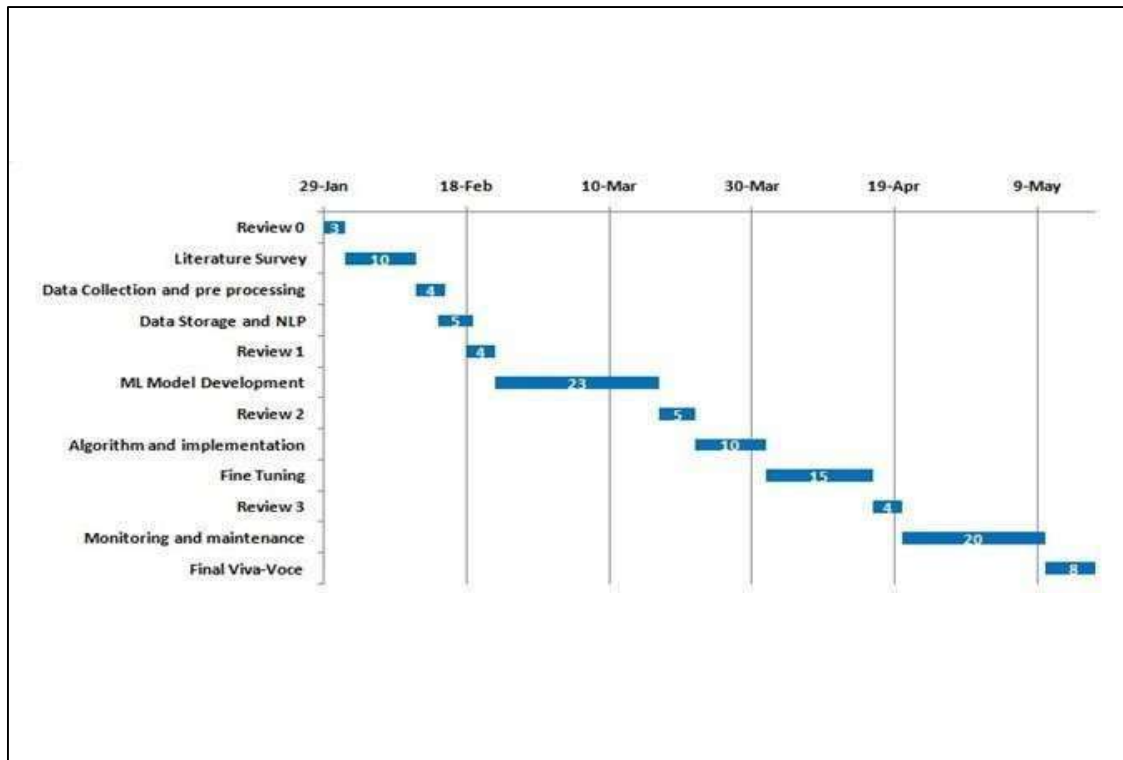 29-Jan 18-Feb 10-Mar 30-Mar 19-Apr 9-May
Review 0 3
Literature Survey 10
Data Collection and pre processing 4
Data Storage and NLP 5
Review 1 4
ML Model Development 23
Review 2 5
Algorithm and implementation 10
Fine Tuning 15
Review 3 4
Monitoring and maintenance 20
Final Viva-Voce 8